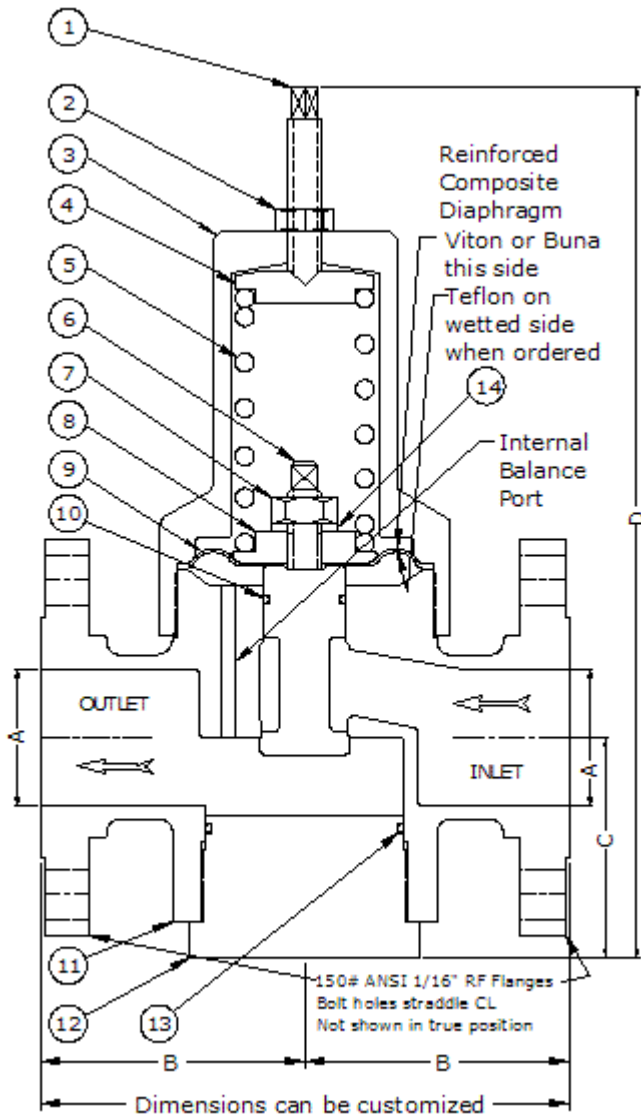 1
2
3
4
5
6
7
8
9
10
Reinforced
Composite
Diaphragm
Viton or Buna
this side
Teflon on
wetted side
when ordered
14
Internal
Balance
Port
D
OUTLET
INLET
A
A
C
11
12
13
150# ANSI 1/16" RF Flanges
Bolt holes straddle CL
Not shown in true position
B
B
Dimensions can be customized